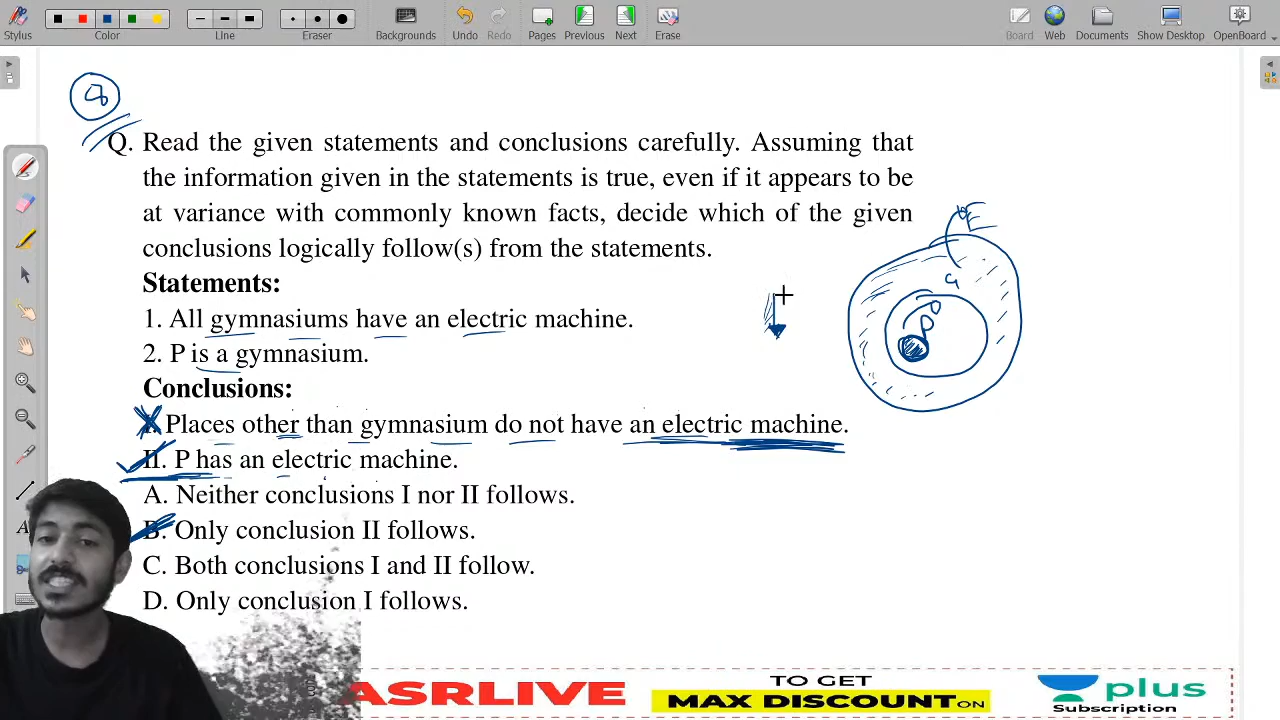 Stylus
Color
Line
Eraser
Backgrounds
Undo
Redo
Pages
Previous
Next
Erase
Board
Web
Documents
Show Desktop
OpenBoard
8
Q. Read the given statements and conclusions carefully. Assuming that
the information given in the statements is true, even if it appears to be
at variance with commonly known facts, decide which of the given
conclusions logically follow(s) from the statements.
Statements:
1. All gymnasiums have an electric machine.
2. P is a gymnasium.
Conclusions:
I. Places other than gymnasium do not have an electric machine.
II. P has an electric machine.
A. Neither conclusions I nor II follows.
B. Only conclusion II follows.
C. Both conclusions I and II follow.
D. Only conclusion I follows.
E
G
P
A
ASRLIVE
TO GET
MAX DISCOUNT ON
plus
Subscription